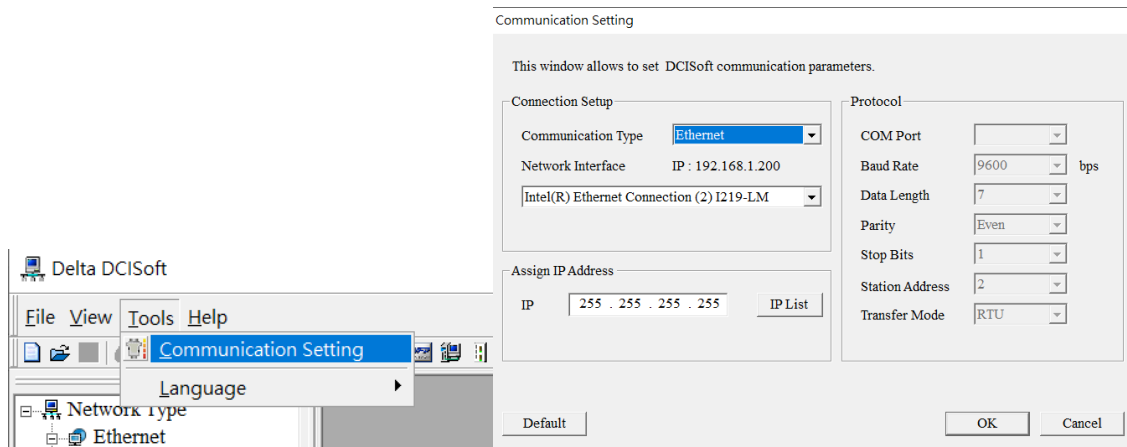 Delta DCISoft
File View Tools Help
Communication Setting
Language
Network Type
Ethernet
Communication Setting
This window allows to set DCISoft communication parameters.
Connection Setup
Communication Type Ethernet
Network Interface IP : 192.168.1.200
Intel(R) Ethernet Connection (2) I219-LM
Assign IP Address
IP 255 . 255 . 255 . 255 IP List
Protocol
COM Port
Baud Rate 9600 bps
Data Length 7
Parity Even
Stop Bits 1
Station Address 2
Transfer Mode RTU
Default OK Cancel